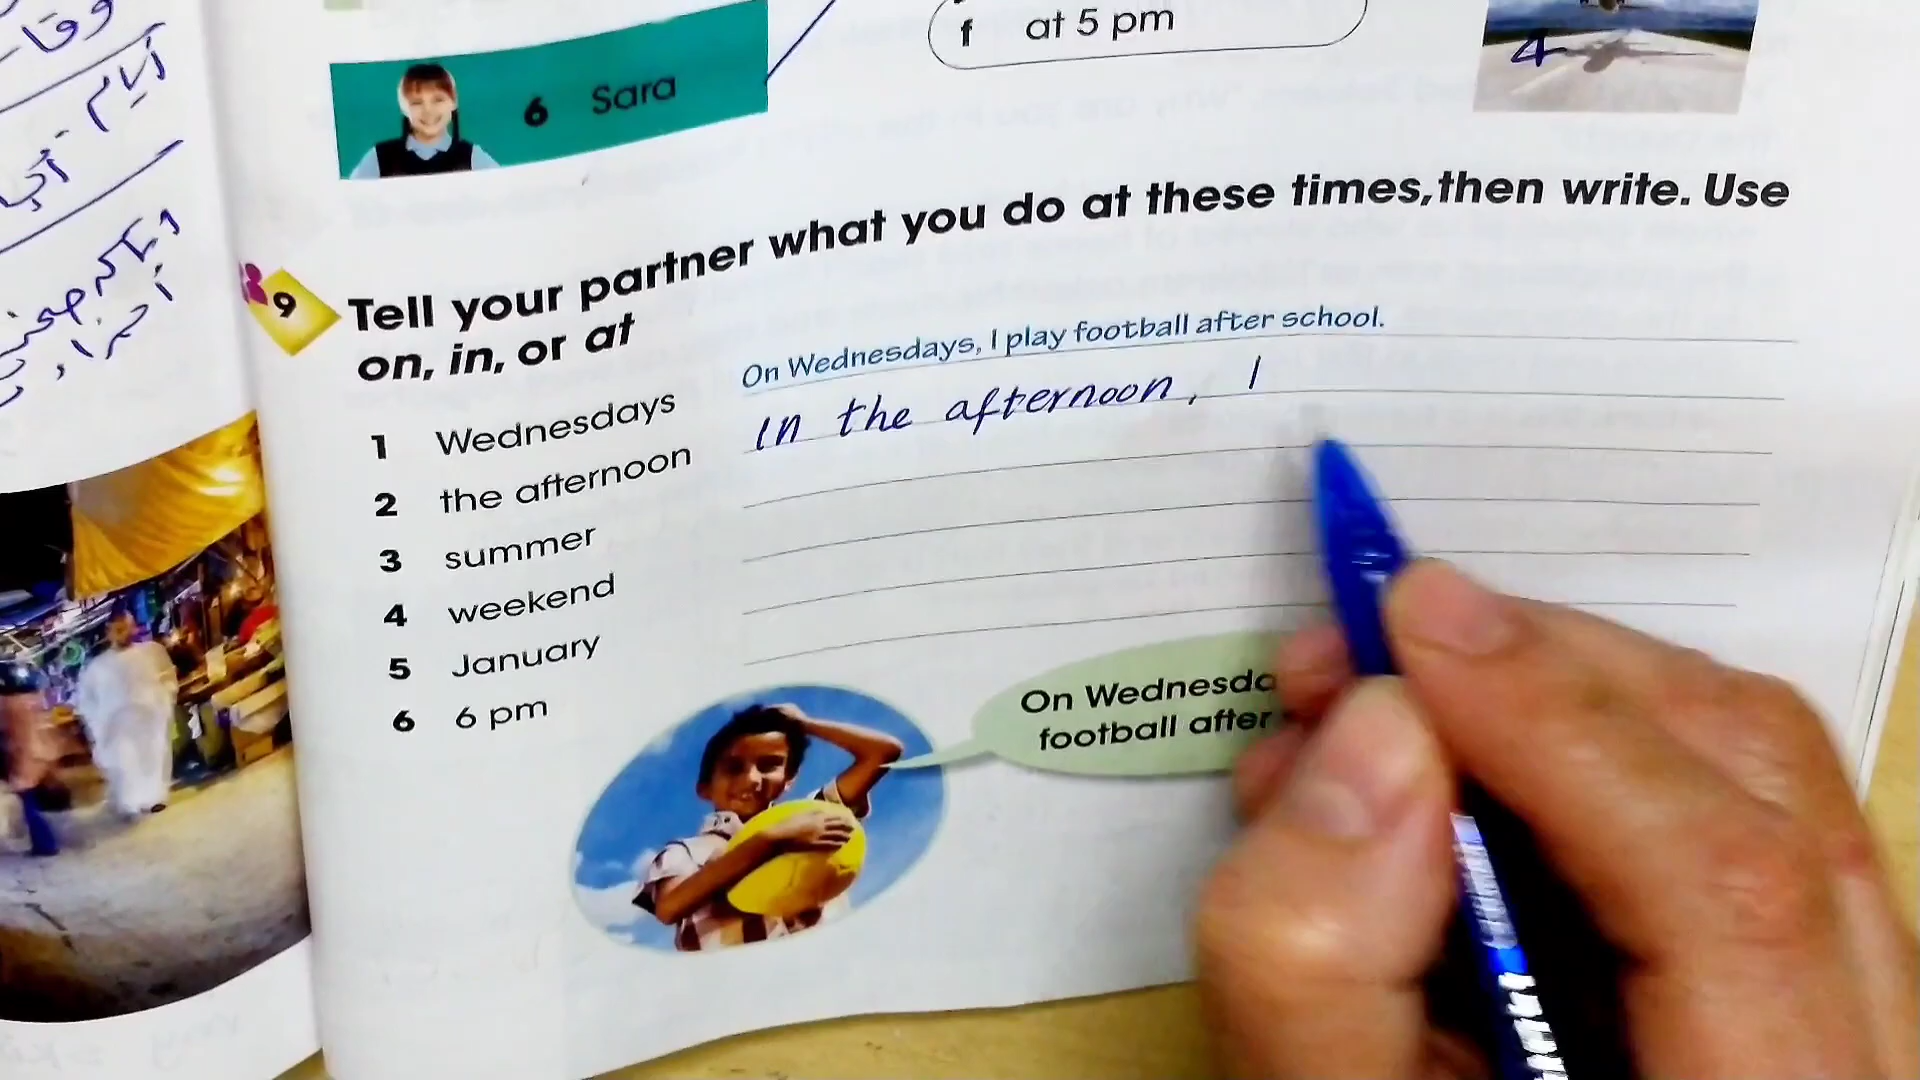 f at 5 pm
4
6 Sara
أيام
9 Tell your partner what you do at these times, then write. Use
on, in, or at
On Wednesdays, I play football after school.
In the afternoon, I
1 Wednesdays
2 the afternoon
3 summer
4 weekend
5 January
6 6 pm
On Wednesda
football after